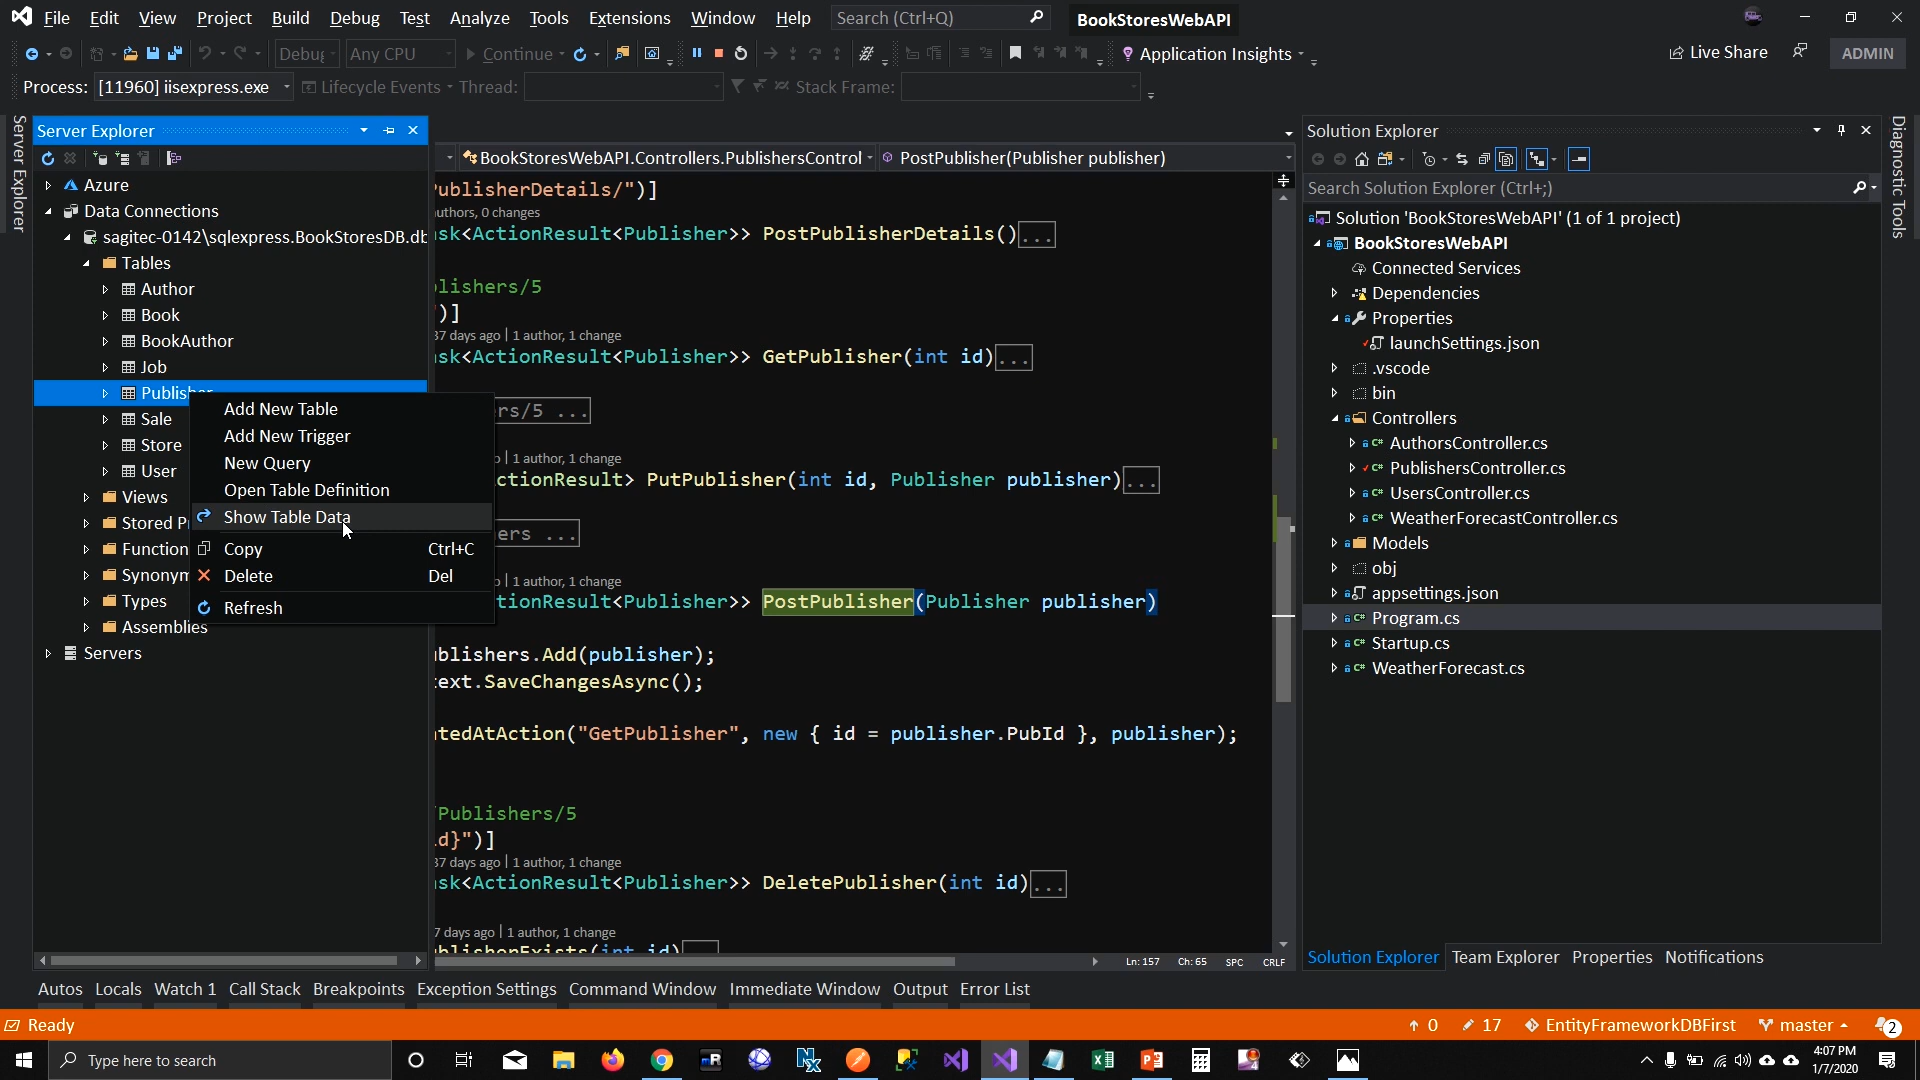 File Edit View Project Build Debug Test Analyze Tools Extensions Window Help Search (Ctrl+Q) BookStoresWebAPI
Debug Any CPU Continue Application Insights Live Share ADMIN
Process: [11960] iisexpress.exe Lifecycle Events Thread: Stack Frame:
Server Explorer
Server Explorer
Azure
Data Connections
sagitec-0142\sqlexpress.BookStoresDB.db
Tables
Author
Book
BookAuthor
Job
Publisher
Sale
Store
User
Views
Stored Pr
Function
Synonym
Types
Assemblies
Servers
Add New Table
Add New Trigger
New Query
Open Table Definition
Show Table Data
Copy Ctrl+C
Delete Del
Refresh
BookStoresWebAPI.Controllers.PublishersControl PostPublisher(Publisher publisher)
ublisherDetails/")]
uthors, 0 changes
sk<ActionResult<Publisher>> PostPublisherDetails()...
lishers/5
")]
37 days ago | 1 author, 1 change
sk<ActionResult<Publisher>> GetPublisher(int id)...
rs/5 ...
| 1 author, 1 change
ctionResult> PutPublisher(int id, Publisher publisher)...
ers ...
| 1 author, 1 change
tionResult<Publisher>> PostPublisher(Publisher publisher)
blishers.Add(publisher);
ext.SaveChangesAsync();
tedAtAction("GetPublisher", new { id = publisher.PubId }, publisher);
Publishers/5
d}")]
37 days ago | 1 author, 1 change
sk<ActionResult<Publisher>> DeletePublisher(int id)...
7 days ago | 1 author, 1 change
blisherExists(int id)
Ln: 157 Ch: 65 SPC CRLF
Solution Explorer
Search Solution Explorer (Ctrl+;)
Solution 'BookStoresWebAPI' (1 of 1 project)
BookStoresWebAPI
Connected Services
Dependencies
Properties
launchSettings.json
.vscode
bin
Controllers
AuthorsController.cs
PublishersController.cs
UsersController.cs
WeatherForecastController.cs
Models
obj
appsettings.json
Program.cs
Startup.cs
WeatherForecast.cs
Solution Explorer Team Explorer Properties Notifications
Diagnostic Tools
Autos Locals Watch 1 Call Stack Breakpoints Exception Settings Command Window Immediate Window Output Error List
Ready 0 17 EntityFrameworkDBFirst master 2
Type here to search 4:07 PM
1/7/2020